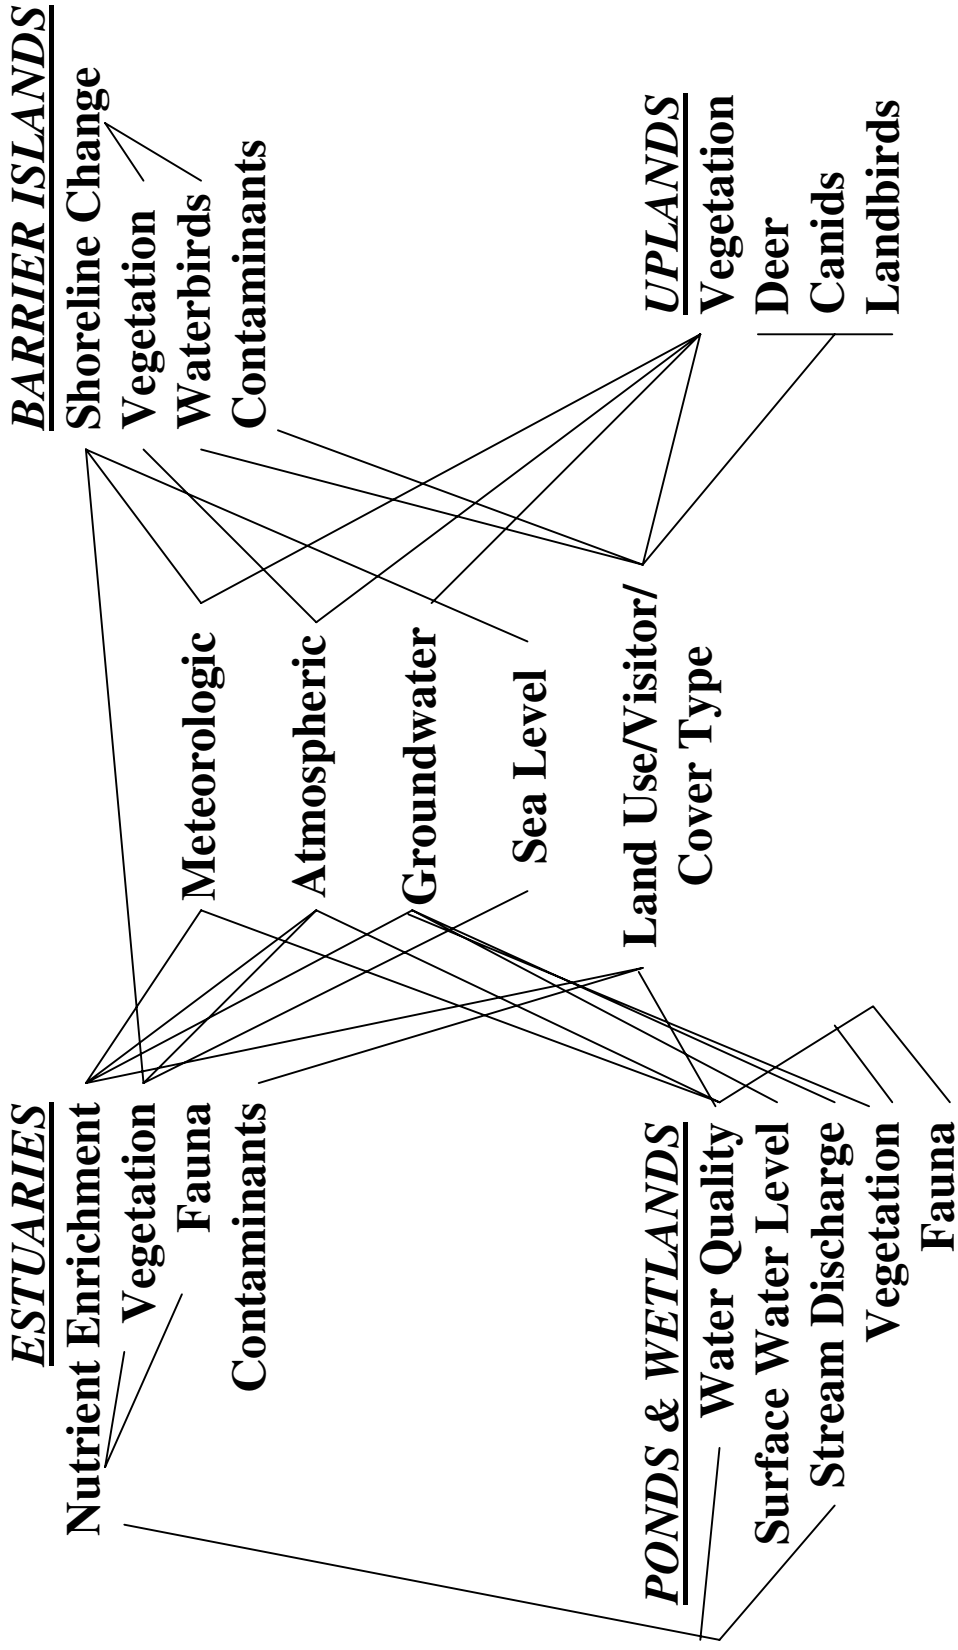 ESTUARIES
Nutrient Enrichment
Vegetation
Fauna
Contaminants
BARRIER ISLANDS
Shoreline Change
Vegetation
Waterbirds
Contaminants
Meteorologic
Atmospheric
Groundwater
Sea Level
Land Use/Visitor/
Cover Type
PONDS & WETLANDS
Water Quality
Surface Water Level
Stream Discharge
Vegetation
Fauna
UPLANDS
Vegetation
Deer
Canids
Landbirds